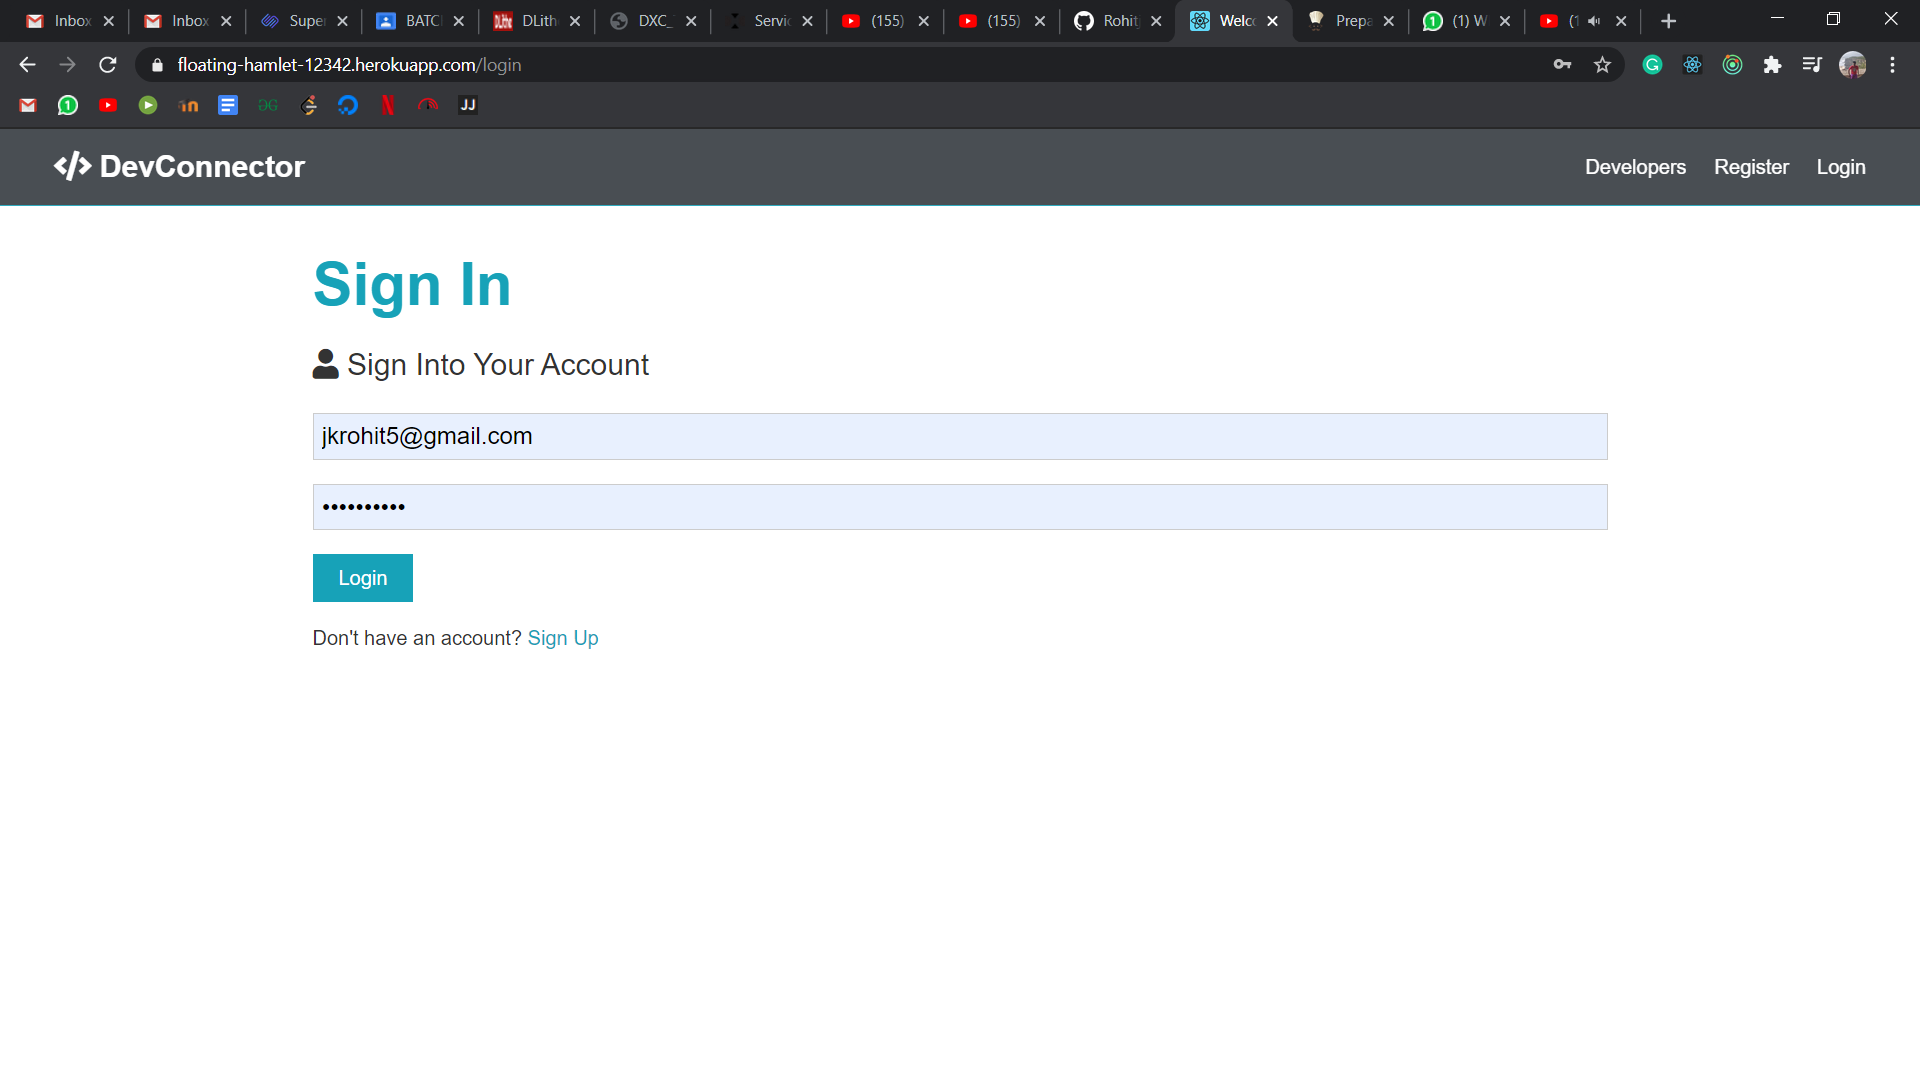 Inbox
Inbox
Super
BATC
DLith
DXC_
Servic
(155)
(155)
Rohit
Welco
Prepa
(1) W
(1
floating-hamlet-12342.herokuapp.com/login
JJ
</> DevConnector
Developers Register Login
Sign In
Sign Into Your Account
jkrohit5@gmail.com
••••••••••
Login
Don't have an account? Sign Up